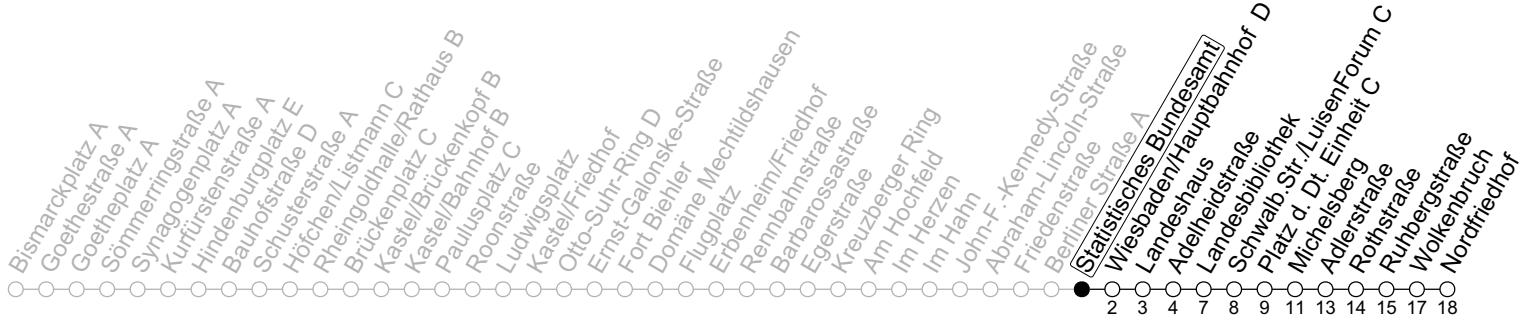 Bismarckplatz A
Goethestraße A
Goetheplatz A
Sömmerringstraße A
Synagogenplatz A
Kurfürstenstraße A
Hindenburgplatz E
Bauhofstraße D
Schusterstraße A
Höfchen/Listmann C
Rheingoldhalle/Rathaus B
Brückenplatz C
Kastel/Brückenkopf B
Kastel/Bahnhof B
Paulusplatz C
Roonstraße
Ludwigsplatz
Kastel/Friedhof
Otto-Suhr-Ring D
Ernst-Galonske-Straße
Fort Biehler
Domäne Mechtildshausen
Flugplatz
Erbenheim/Friedhof
Rennbahnstraße
Barbarossastraße
Egerstraße
Kreuzberger Ring
Am Hochfeld
Im Herzen
Im Hahn
John-F.-Kennedy-Straße
Abraham-Lincoln-Straße
Friedenstraße
Berliner Straße A
Statistisches Bundesamt
Wiesbaden/Hauptbahnhof D
Landeshaus
Adelheidstraße
Landesbibliothek
Schwalb.Str./LuisenForum C
Platz d. Dt. Einheit C
Michelsberg
Adlerstraße
Rothstraße
Ruhbergstraße
Wolkenbruch
Nordfriedhof
2 3 4 7 8 9 11 13 14 15 17 18